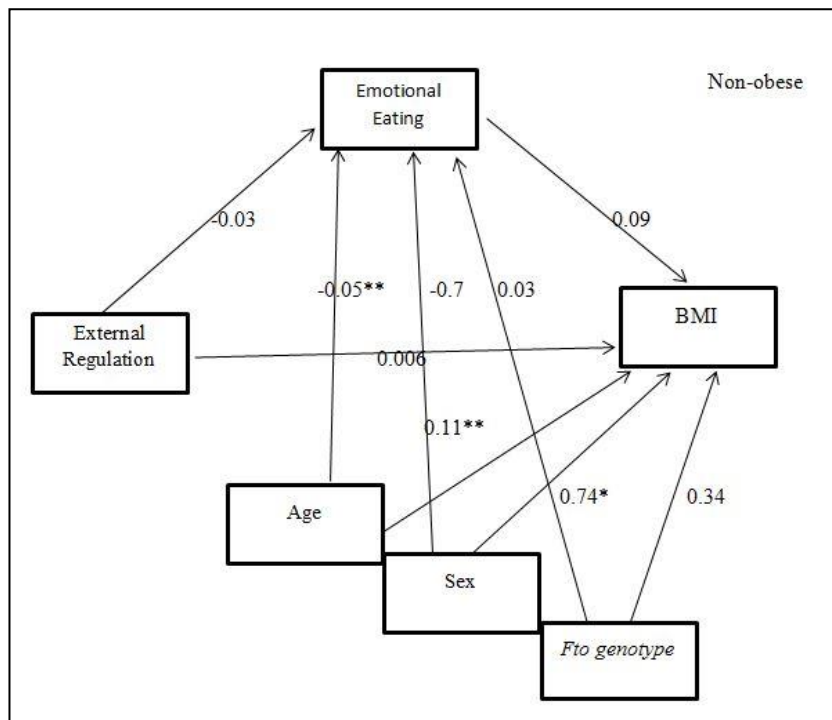 Non-obese
Emotional
Eating
-0.03
0.09
-0.05**
-0.7
0.03
External
Regulation
BMI
0.006
0.11**
0.74*
0.34
Age
Sex
Fto genotype